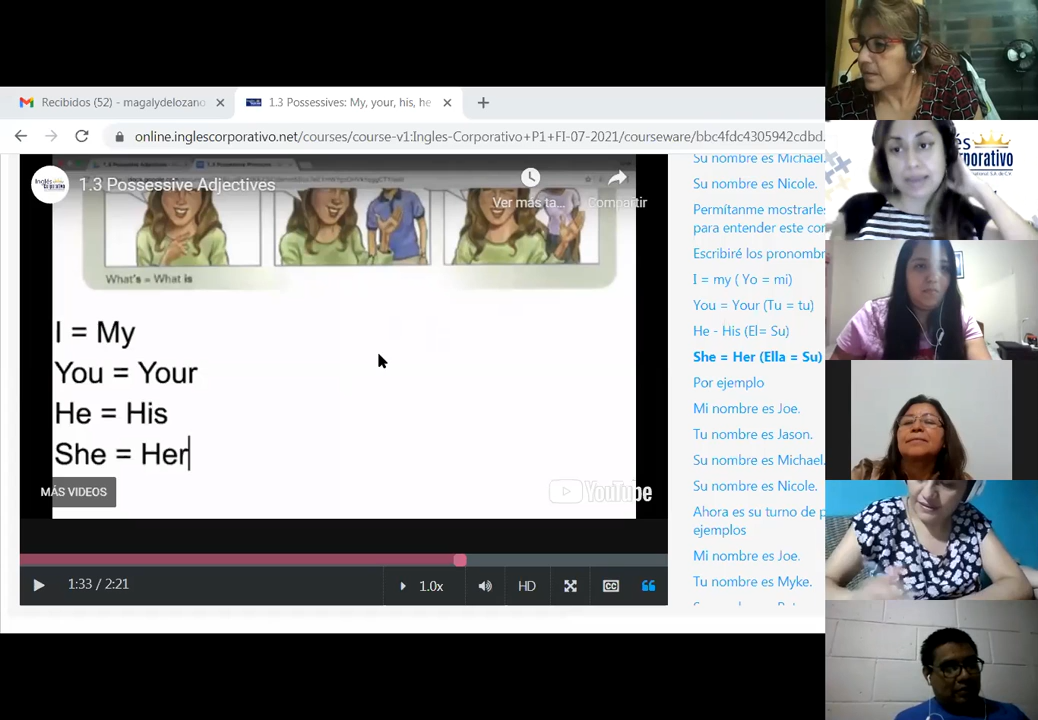 Recibidos (52) - magalydelozano
1.3 Possessives: My, your, his, he
online.inglescorporativo.net/courses/course-v1:Ingles-Corporativo+P1+FI-07-2021/courseware/bbc4fdc4305942cdbd
1.3 Possessive Adjectives
Ver más ta...
Compartir
What's = What is
I = My
You = Your
He = His
She = Her
MÁS VIDEOS
YouTube
1:33 / 2:21
1.0x
HD
CC
Su nombre es Michael.
Su nombre es Nicole.
Permítanme mostrarles
para entender este
Escribiré los
I = my ( Yo = mi)
You = Your (Tu = tu)
He - His (El= Su)
She = Her (Ella = Su)
Por ejemplo
Mi nombre es Joe.
Tu nombre es Jason.
Su nombre es Michael.
Su nombre es Nicole.
Ahora es su turno de
ejemplos
Mi nombre es Joe.
Tu nombre es Myke.